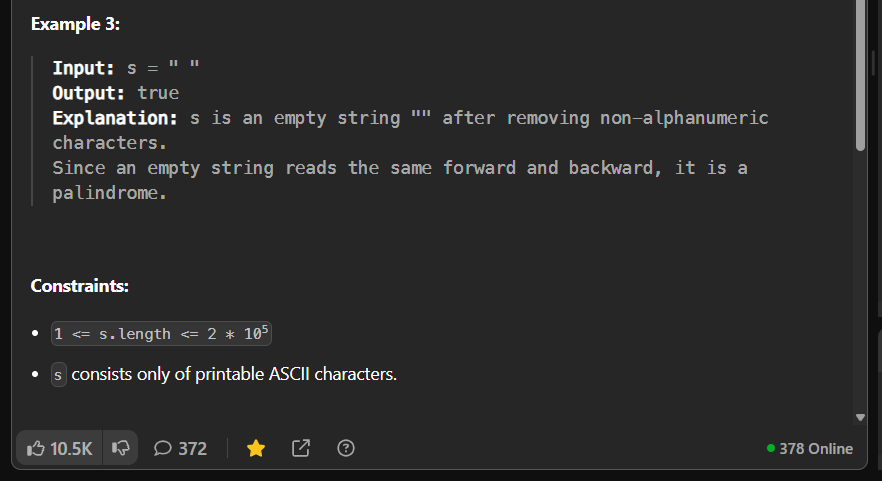 Example 3:
Input: s = " "
Output: true
Explanation: s is an empty string "" after removing non-alphanumeric
characters.
Since an empty string reads the same forward and backward, it is a
palindrome.
Constraints:
• 1 <= s.length <= 2 * 10⁵
• s consists only of printable ASCII characters.
10.5K 372 378 Online